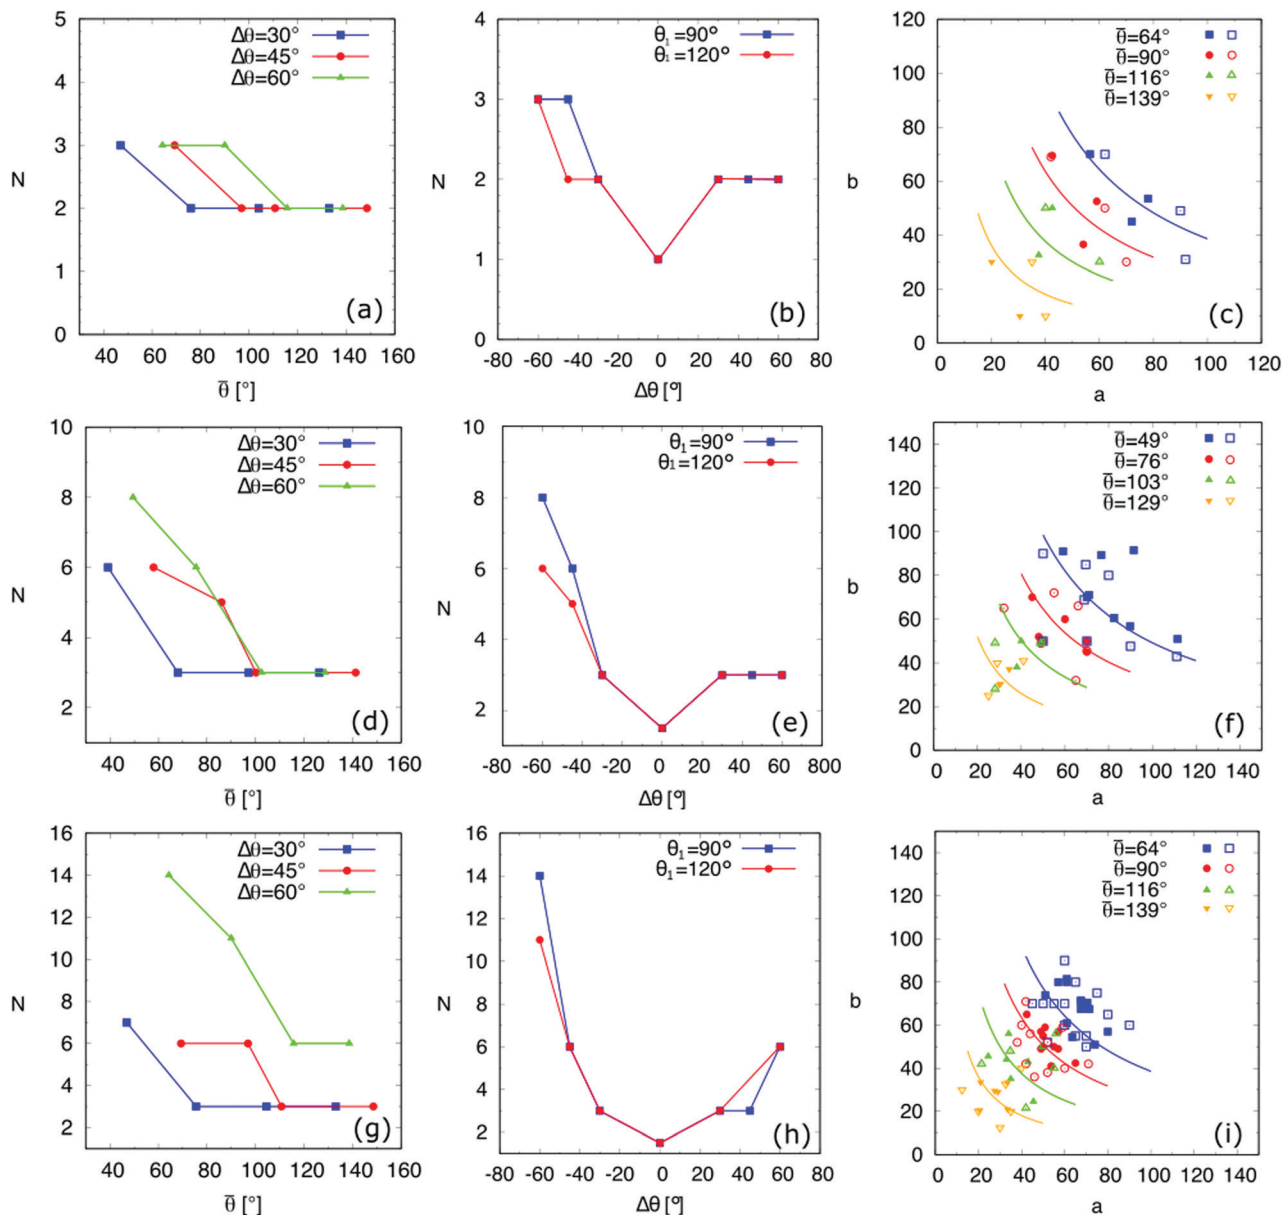 5
4
3
2
1
0
N
Δθ=30°
Δθ=45°
Δθ=60°
(a)
40 60 80 100 120 140 160
θ̄ [°]
4
3
2
1
0
N
θ₁=90°
θ₁=120°
(b)
-80 -60 -40 -20 0 20 40 60 80
Δθ [°]
120
100
80
60
40
20
0
b
θ̄=64°
θ̄=90°
θ̄=116°
θ̄=139°
(c)
0 20 40 60 80 100 120
a
10
8
6
4
2
N
Δθ=30°
Δθ=45°
Δθ=60°
(d)
40 60 80 100 120 140 160
θ̄ [°]
10
8
6
4
2
N
θ₁=90°
θ₁=120°
(e)
-80 -60 -40 -20 0 20 40 60 800
Δθ [°]
140
120
100
80
60
40
20
0
b
θ̄=49°
θ̄=76°
θ̄=103°
θ̄=129°
(f)
0 20 40 60 80 100 120 140
a
16
14
12
10
8
6
4
2
N
Δθ=30°
Δθ=45°
Δθ=60°
(g)
40 60 80 100 120 140 160
θ̄ [°]
16
14
12
10
8
6
4
2
N
θ₁=90°
θ₁=120°
(h)
-80 -60 -40 -20 0 20 40 60 80
Δθ [°]
140
120
100
80
60
40
20
0
b
θ̄=64°
θ̄=90°
θ̄=116°
θ̄=139°
(i)
0 20 40 60 80 100 120 140
a